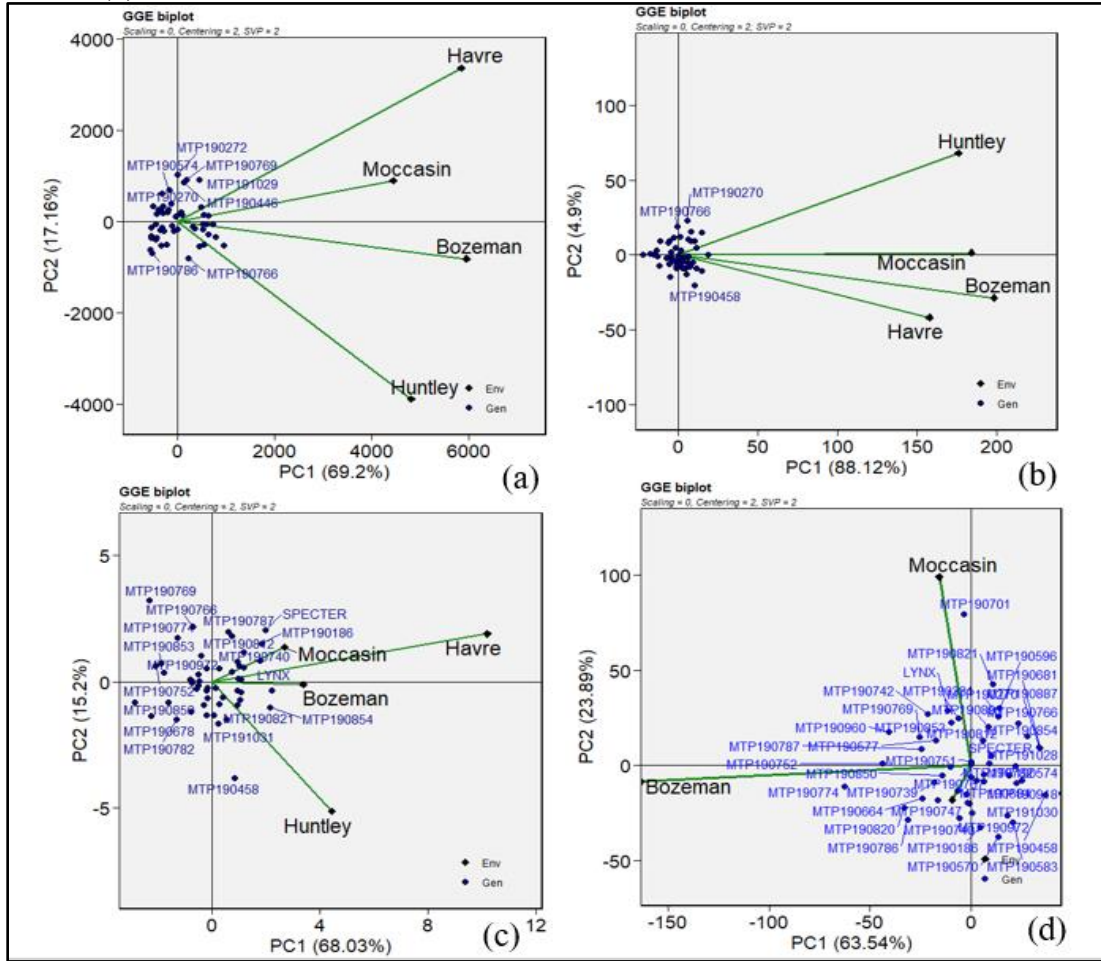 GGE biplot
Scaling = 0, Centering = 2, SVP = 2
4000
2000
0
-2000
-4000
PC2 (17.16%)
Havre
Moccasin
Bozeman
Huntley
MTP190272
MTP190574
MTP190769
MTP191029
MTP190270
MTP190446
MTP190786
MTP190766
Env
Gen
0 2000 4000 6000
PC1 (69.2%)
(a)
GGE biplot
Scaling = 0, Centering = 2, SVP = 2
100
50
0
-50
-100
PC2 (4.9%)
Huntley
MTP190270
MTP190766
Moccasin
Bozeman
MTP190458
Havre
Env
Gen
0 50 100 150 200
PC1 (88.12%)
(b)
GGE biplot
Scaling = 0, Centering = 2, SVP = 2
5
0
-5
PC2 (15.2%)
MTP190769
MTP190766
MTP190787
SPECTER
MTP190774
MTP190186
MTP190853
MTP190812
Moccasin
Havre
MTP190972
MTP190740
LYNX
Bozeman
MTP190752
MTP190850
MTP190821
MTP190854
MTP190678
MTP191031
MTP190782
MTP190458
Huntley
Env
Gen
0 4 8 12
PC1 (68.03%)
(c)
GGE biplot
Scaling = 0, Centering = 2, SVP = 2
100
50
0
-50
PC2 (23.89%)
Moccasin
MTP190701
MTP190821
MTP190596
LYNX
MTP190681
MTP190742
MTP190887
MTP190769
MTP190766
MTP190960
MTP190853
MTP190812
MTP190854
MTP190787
MTP190577
SPECTER
MTP190752
MTP190751
MTP191028
Bozeman
MTP190850
MTP190574
MTP190774
MTP190739
MTP190664
MTP190747
MTP191030
MTP190820
MTP190740
MTP190972
MTP190458
MTP190786
MTP190186
MTP190570
MTP190583
Env
Gen
-150 -100 -50 0
PC1 (63.54%)
(d)